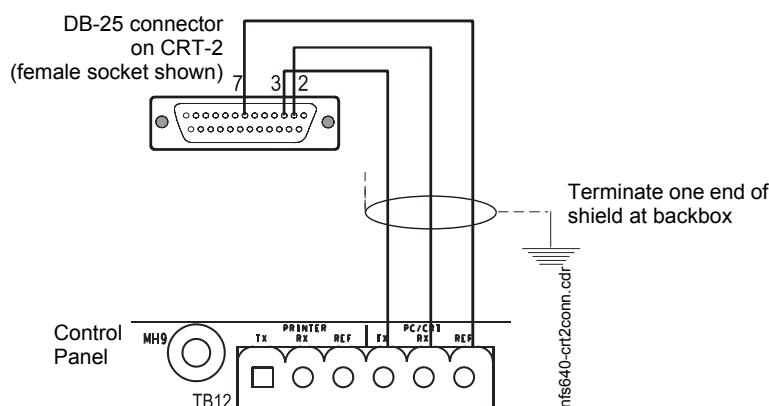 DB-25 connector
on CRT-2
(female socket shown)
7 3 2
Terminate one end of
shield at backbox
nfs640-crt2conn.cdr
Control
Panel
MH9
PRINTER PC/CRT
TX RX REF TX RX REF
TB12